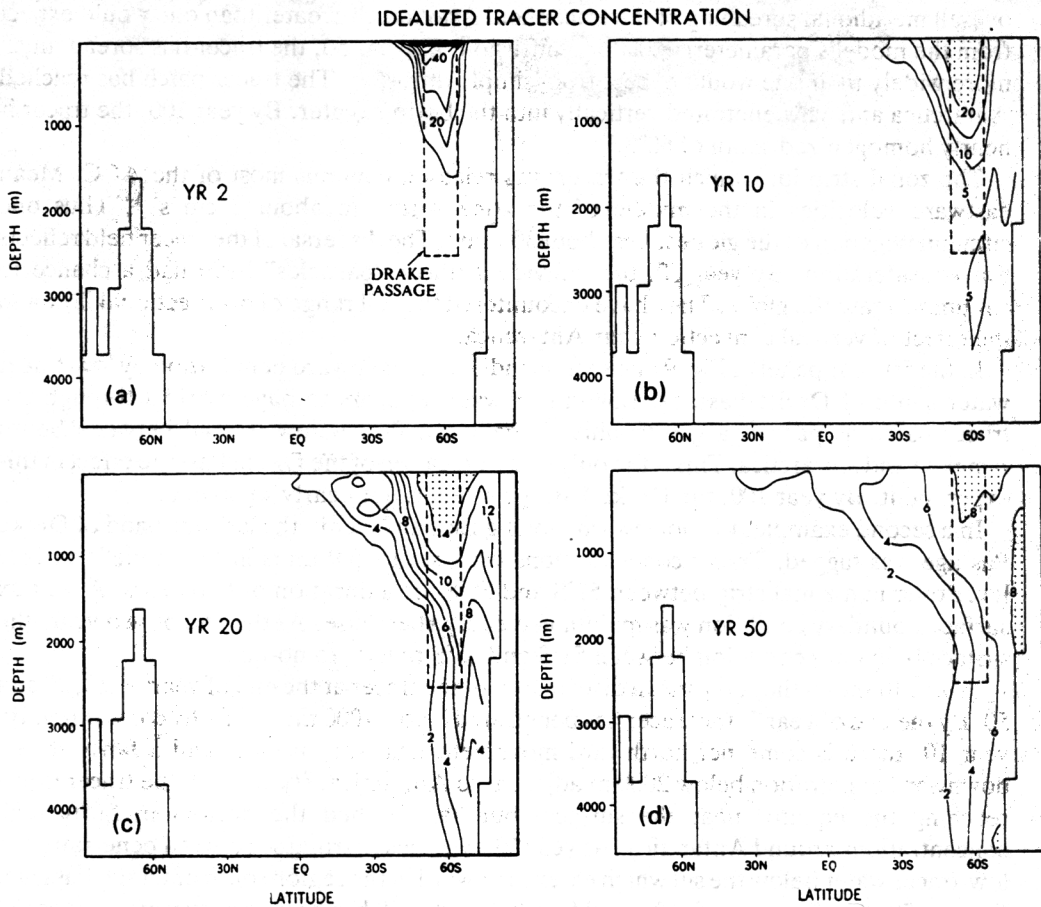 IDEALIZED TRACER CONCENTRATION
1000
2000
3000
4000
DEPTH (m)
(a)
YR 2
40
20
DRAKE
PASSAGE
60N 30N EQ 30S 60S
1000
2000
3000
4000
DEPTH (m)
(b)
YR 10
20
10
5
5
60N 30N EQ 30S 60S
1000
2000
3000
4000
DEPTH (m)
(c)
YR 20
4
8
14
12
10
8
6
2
4
4
60N 30N EQ 30S 60S
LATITUDE
1000
2000
3000
4000
DEPTH (m)
(d)
YR 50
6
8
4
2
8
6
4
2
60N 30N EQ 30S 60S
LATITUDE